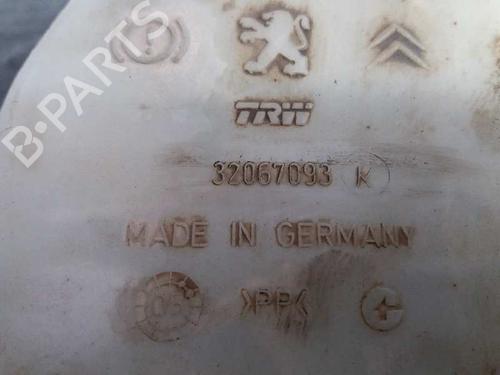 B-PARTS
TRW
32067093 K
MADE IN GERMANY
>PP<